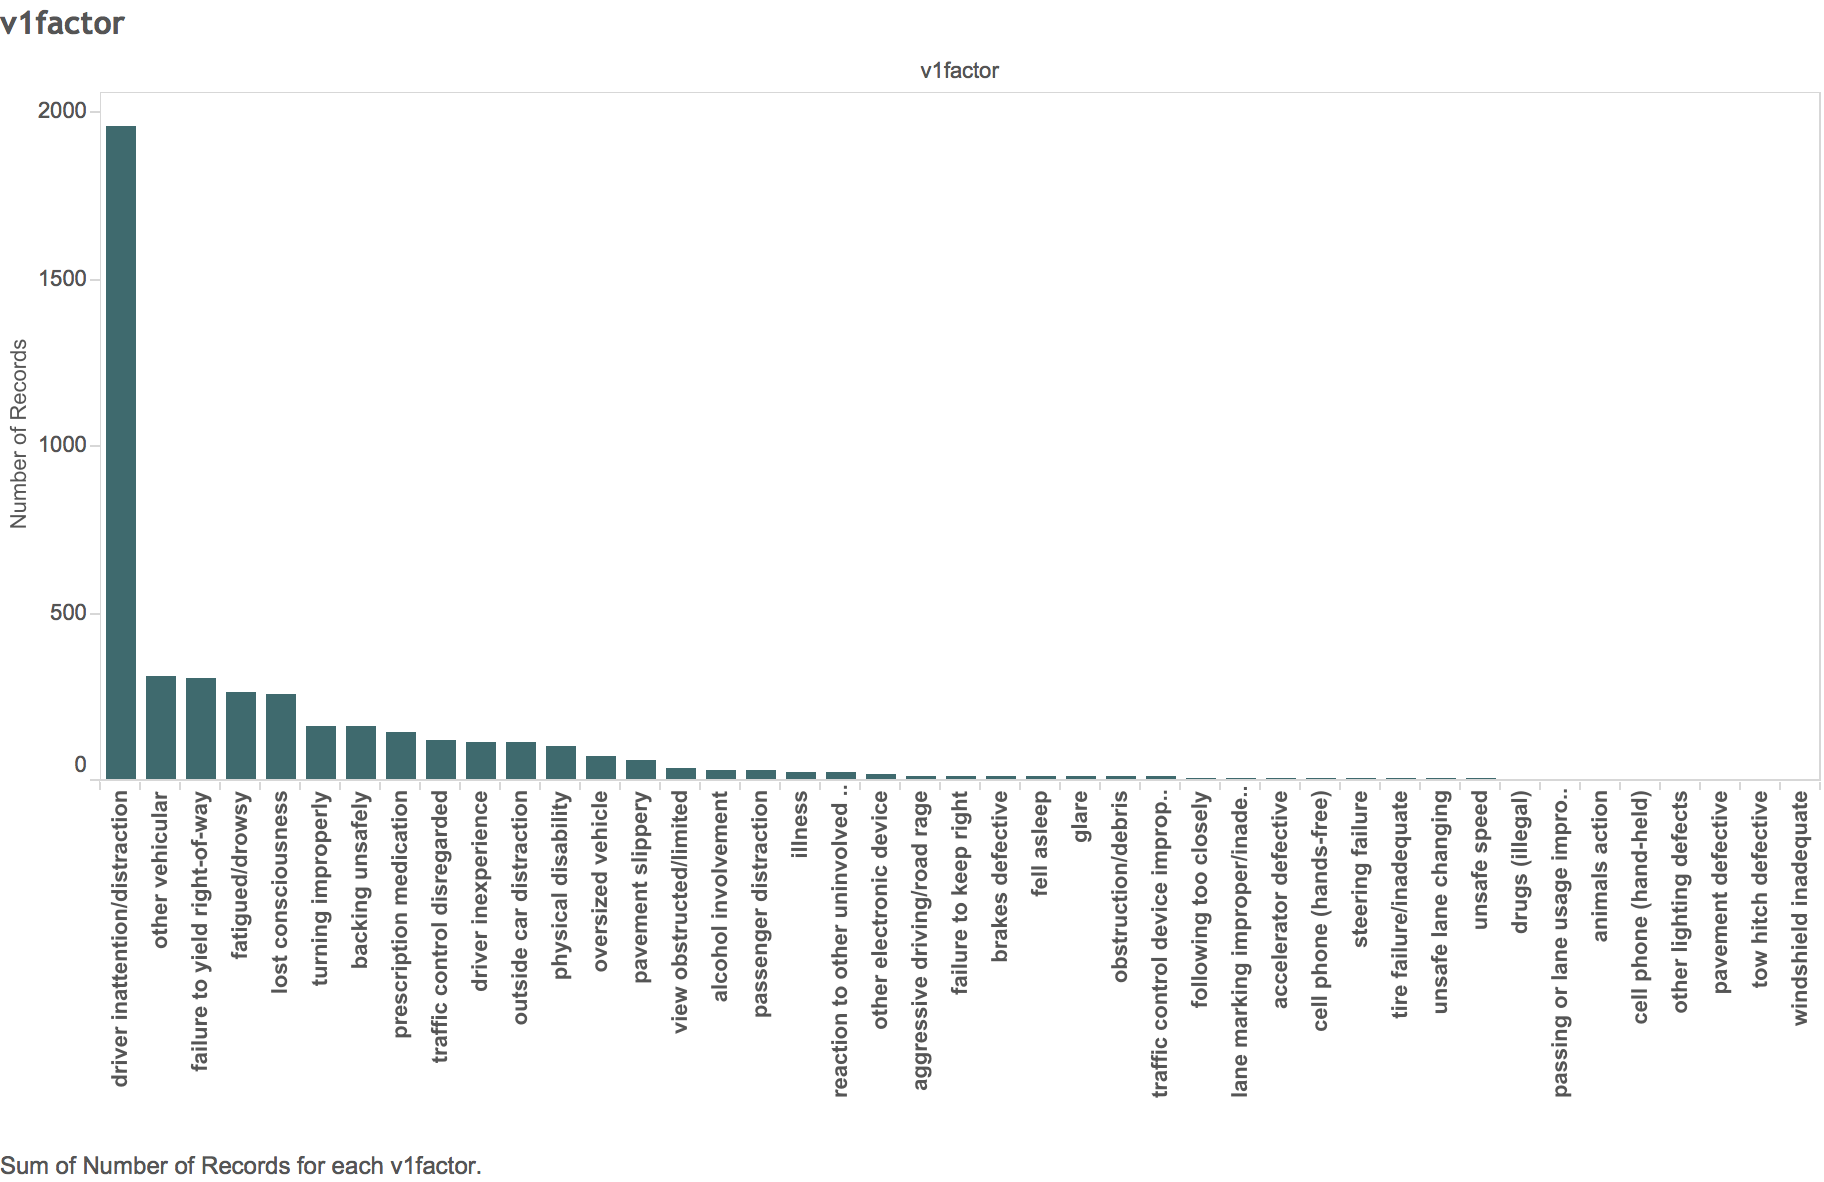 v1factor
v1factor
2000
1500
1000
500
0
Number of Records
driver inattention/distraction
other vehicular
failure to yield right-of-way
fatigued/drowsy
lost consciousness
turning improperly
backing unsafely
prescription medication
traffic control disregarded
driver inexperience
outside car distraction
physical disability
oversized vehicle
pavement slippery
view obstructed/limited
alcohol involvement
passenger distraction
illness
reaction to other uninvolved ..
other electronic device
aggressive driving/road rage
failure to keep right
brakes defective
fell asleep
glare
obstruction/debris
traffic control device improp..
following too closely
lane marking improper/inade..
accelerator defective
cell phone (hands-free)
steering failure
tire failure/inadequate
unsafe lane changing
unsafe speed
drugs (illegal)
passing or lane usage impro..
animals action
cell phone (hand-held)
other lighting defects
pavement defective
tow hitch defective
windshield inadequate
Sum of Number of Records for each v1factor.